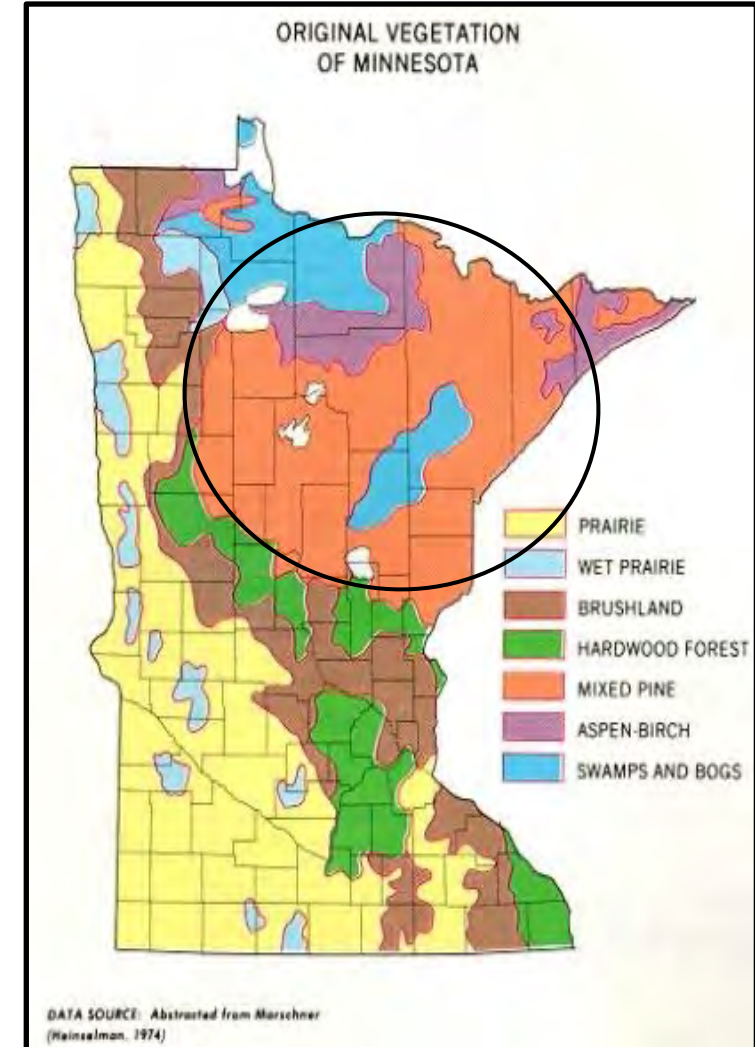 ORIGINAL VEGETATION
OF MINNESOTA
PRAIRIE
WET PRAIRIE
BRUSHLAND
HARDWOOD FOREST
MIXED PINE
ASPEN-BIRCH
SWAMPS AND BOGS
DATA SOURCE: Abstracted from Marschner
(Heinselman, 1974)